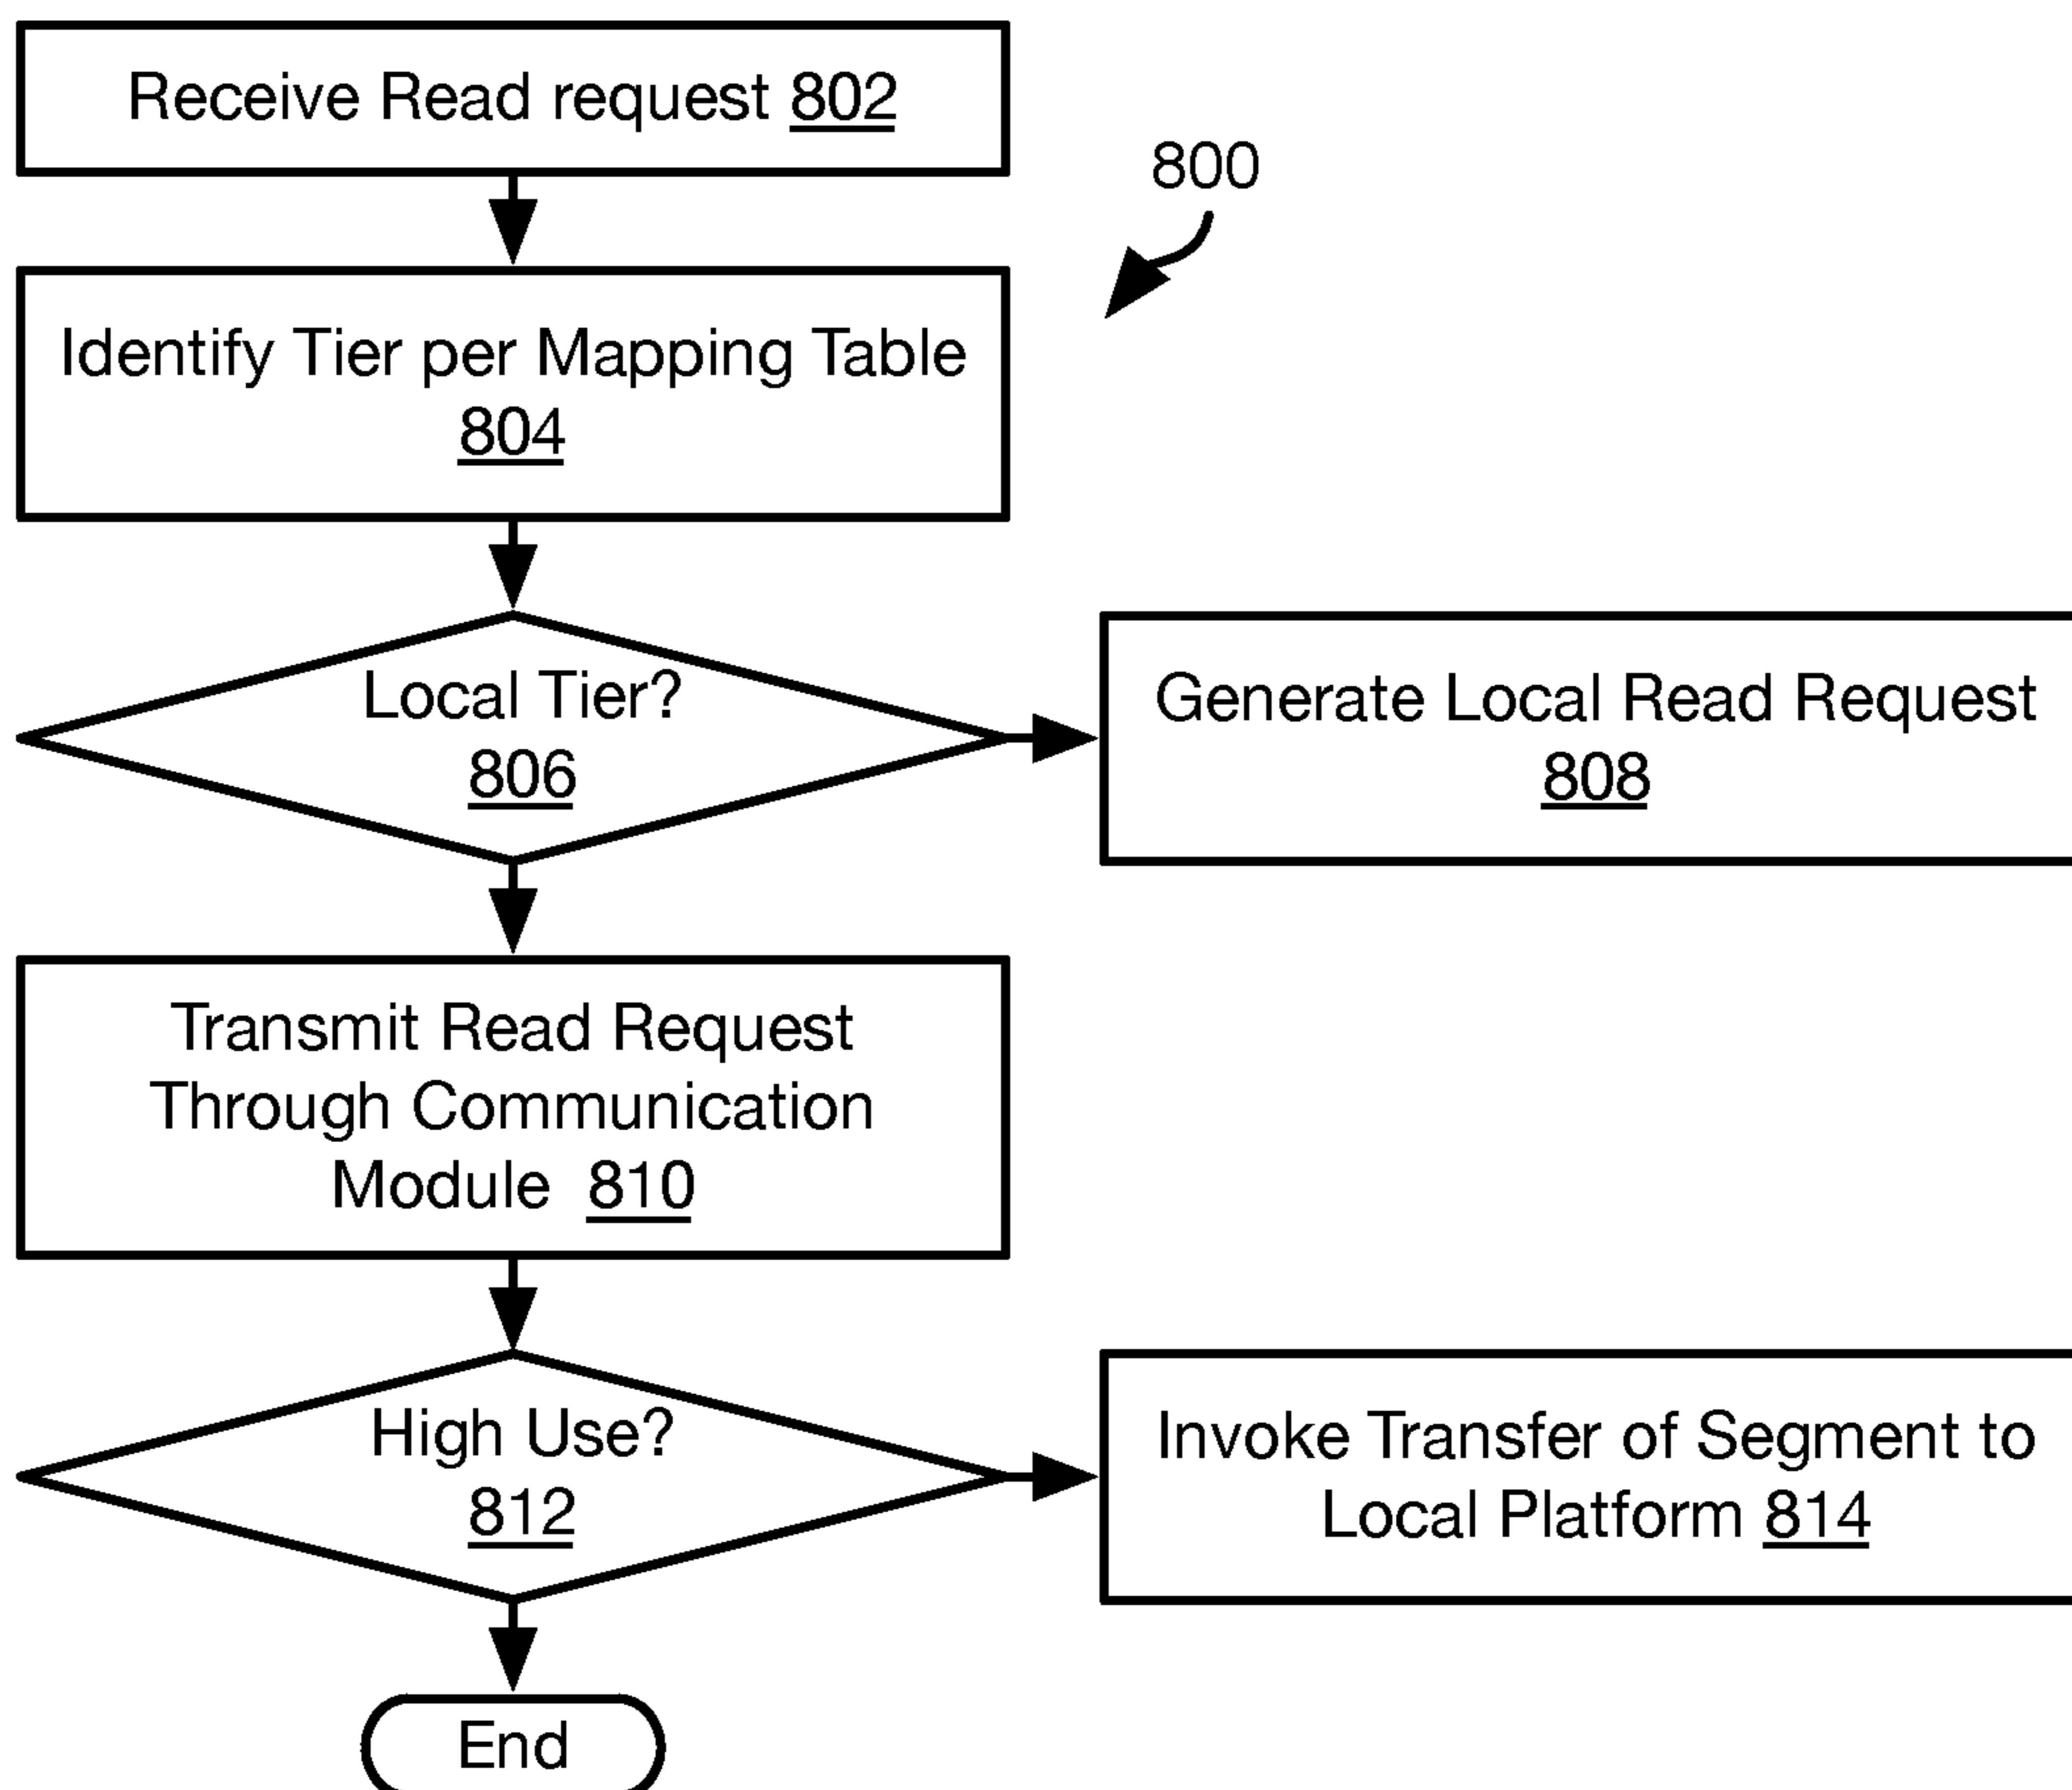 Receive Read request 802
800
Identify Tier per Mapping Table
804
Local Tier?
806
Generate Local Read Request
808
Transmit Read Request
Through Communication
Module 810
High Use?
812
Invoke Transfer of Segment to
Local Platform 814
End